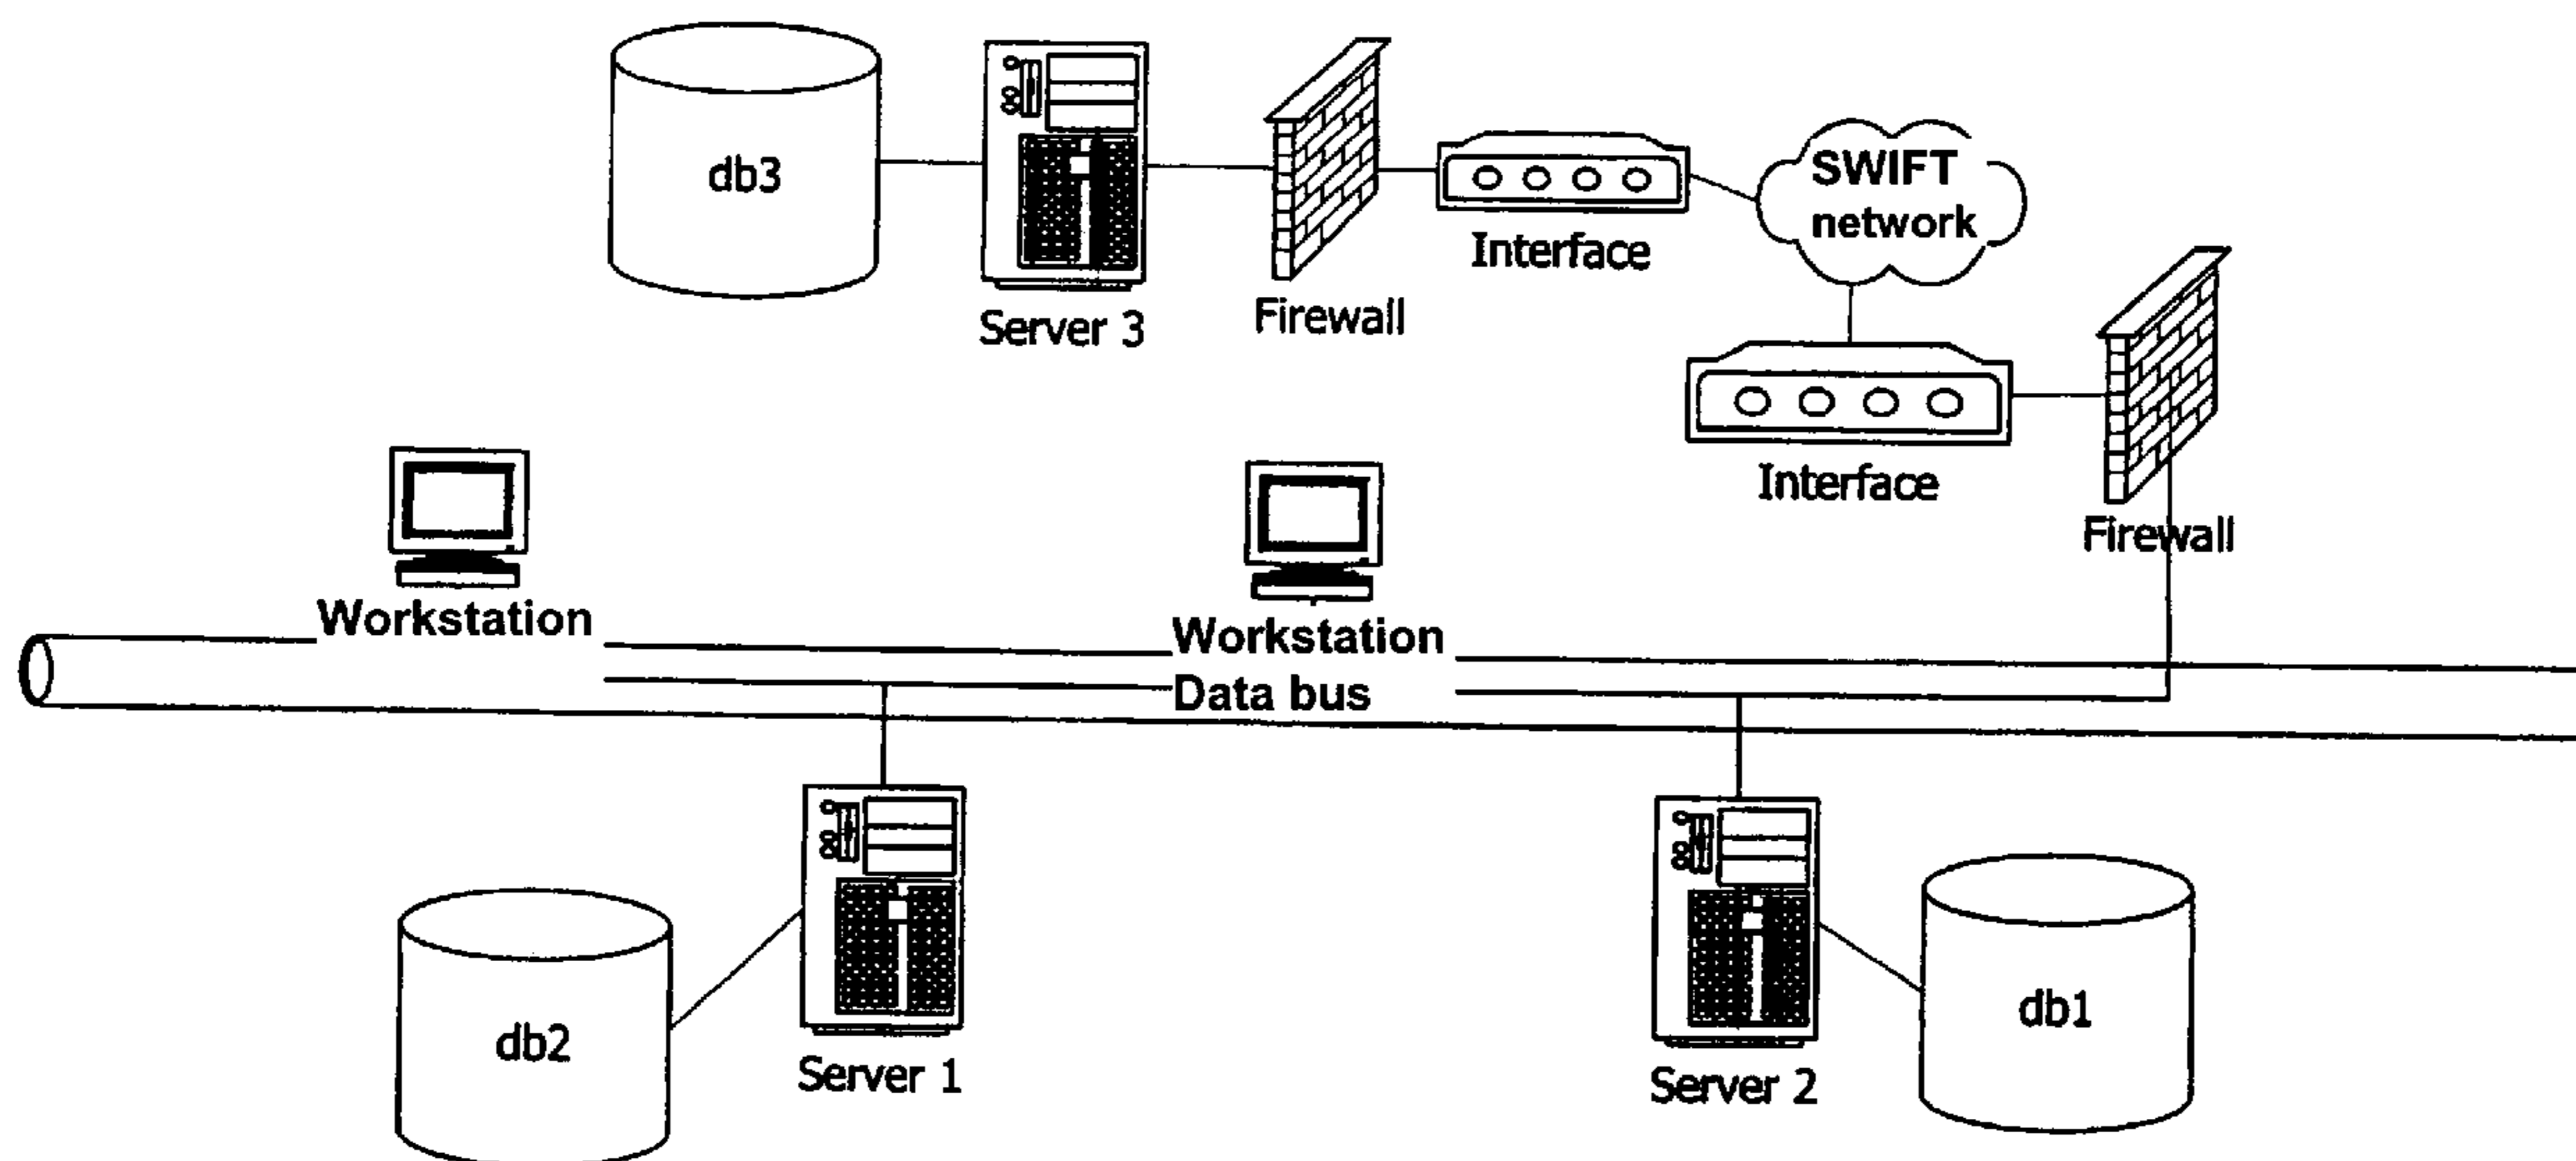 db3
Server 3
Firewall
Interface
SWIFT
network
Interface
Firewall
Workstation
Workstation
Data bus
db2
Server 1
Server 2
db1